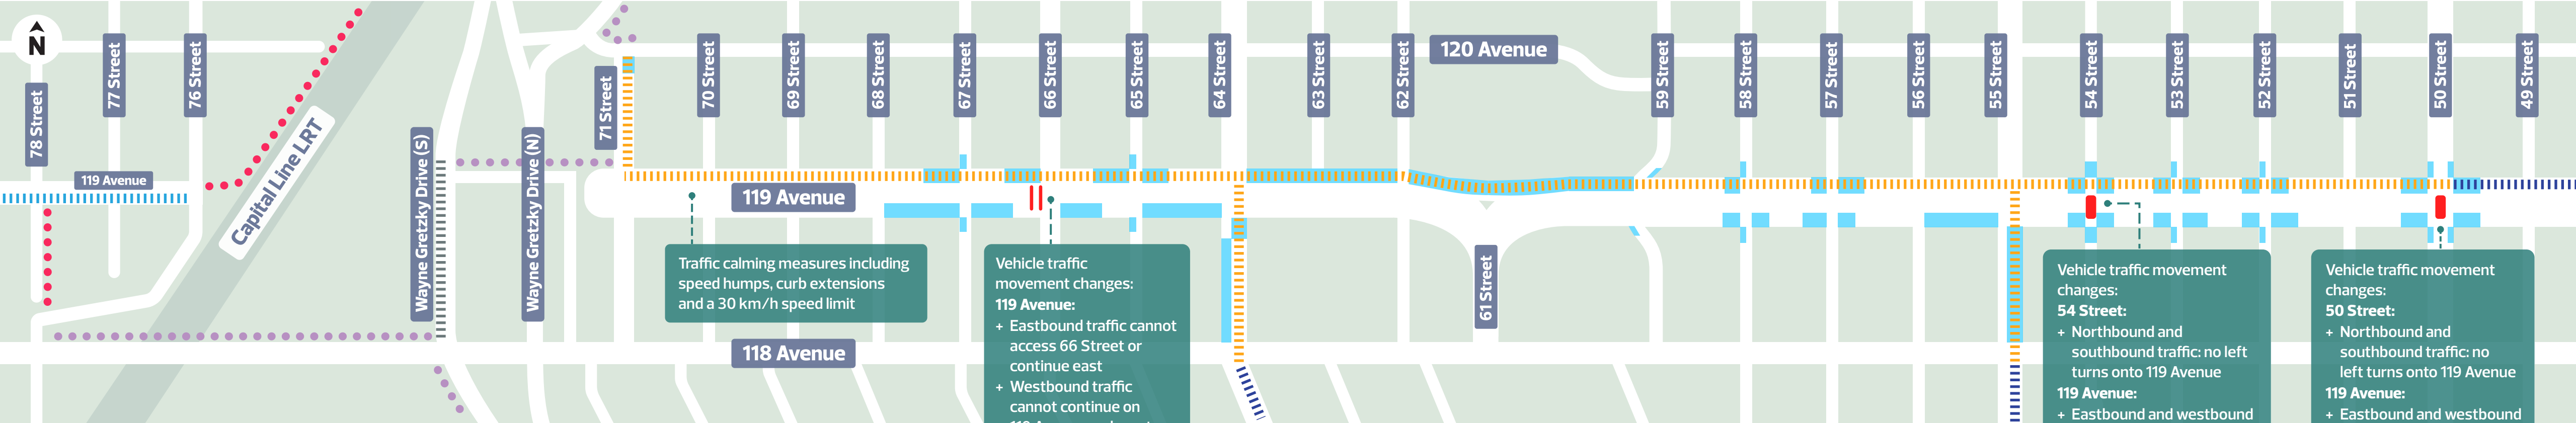 N
78 Street
77 Street
76 Street
119 Avenue
Capital Line LRT
Wayne Gretzky Drive (S)
Wayne Gretzky Drive (N)
71 Street
70 Street
69 Street
68 Street
67 Street
66 Street
65 Street
64 Street
63 Street
62 Street
120 Avenue
59 Street
58 Street
57 Street
56 Street
55 Street
54 Street
53 Street
52 Street
51 Street
50 Street
49 Street
119 Avenue
61 Street
118 Avenue
Traffic calming measures including
speed humps, curb extensions
and a 30 km/h speed limit
Vehicle traffic
movement changes:
119 Avenue:
+ Eastbound traffic cannot
access 66 Street or
continue east
+ Westbound traffic
cannot continue on
Vehicle traffic movement
changes:
54 Street:
+ Northbound and
southbound traffic: no left
turns onto 119 Avenue
119 Avenue:
+ Eastbound and westbound
Vehicle traffic movement
changes:
50 Street:
+ Northbound and
southbound traffic: no
left turns onto 119 Avenue
119 Avenue:
+ Eastbound and westbound